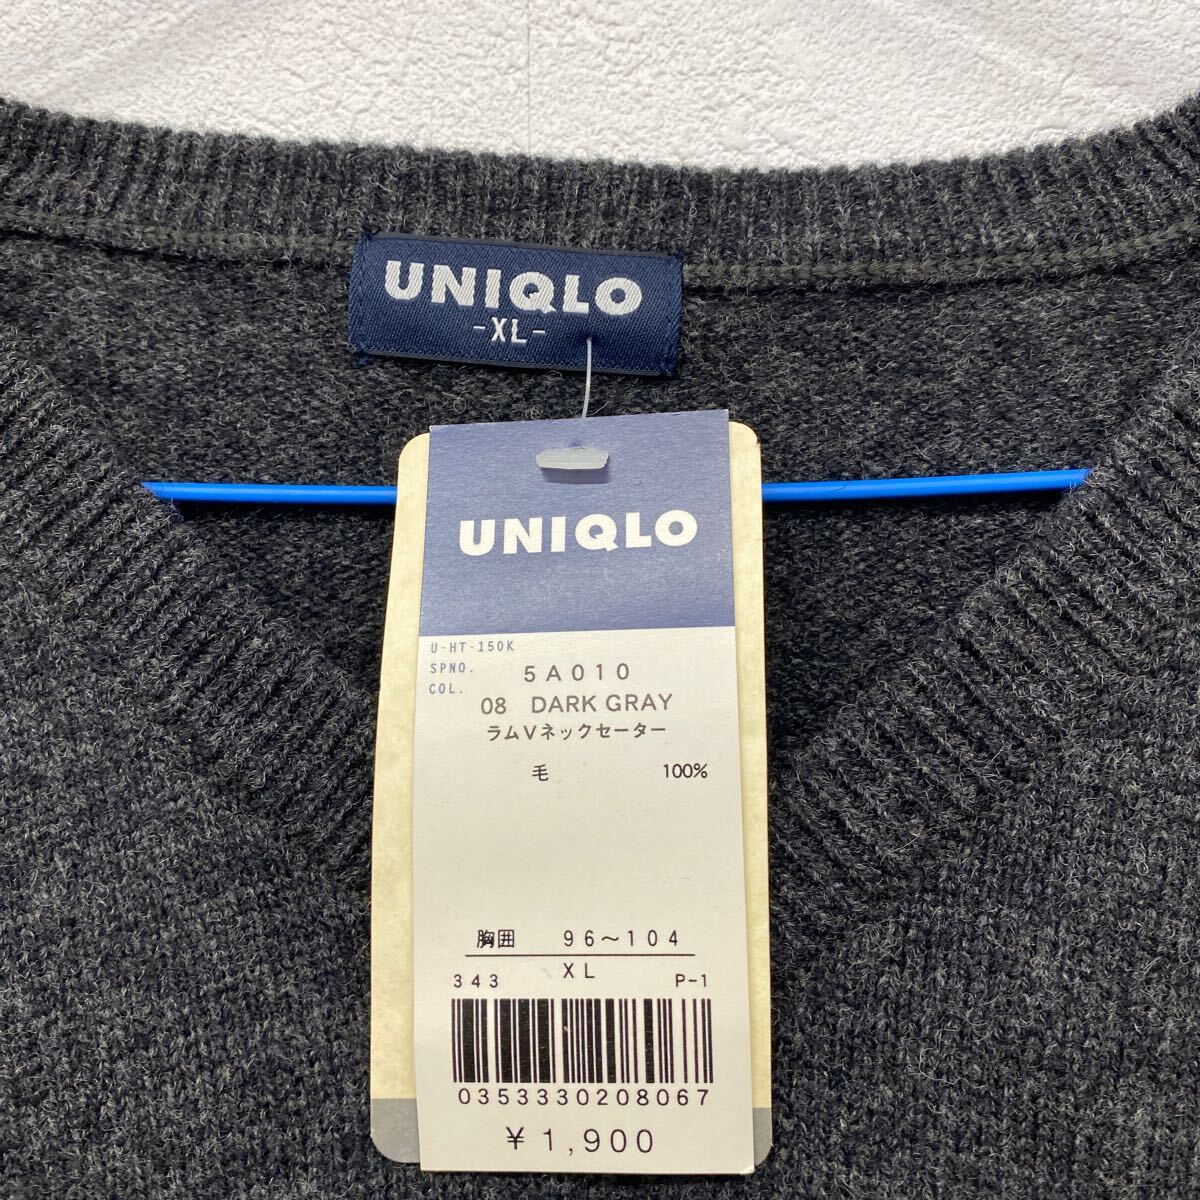 UNIQLO
-XL-
UNIQLO
U-HT-150K
SPNO. 5A010
COL. 08 DARK GRAY
ラムVネックセーター
毛 100%
胸囲 96～104
XL
343 P-1
0353330208067
¥1,900